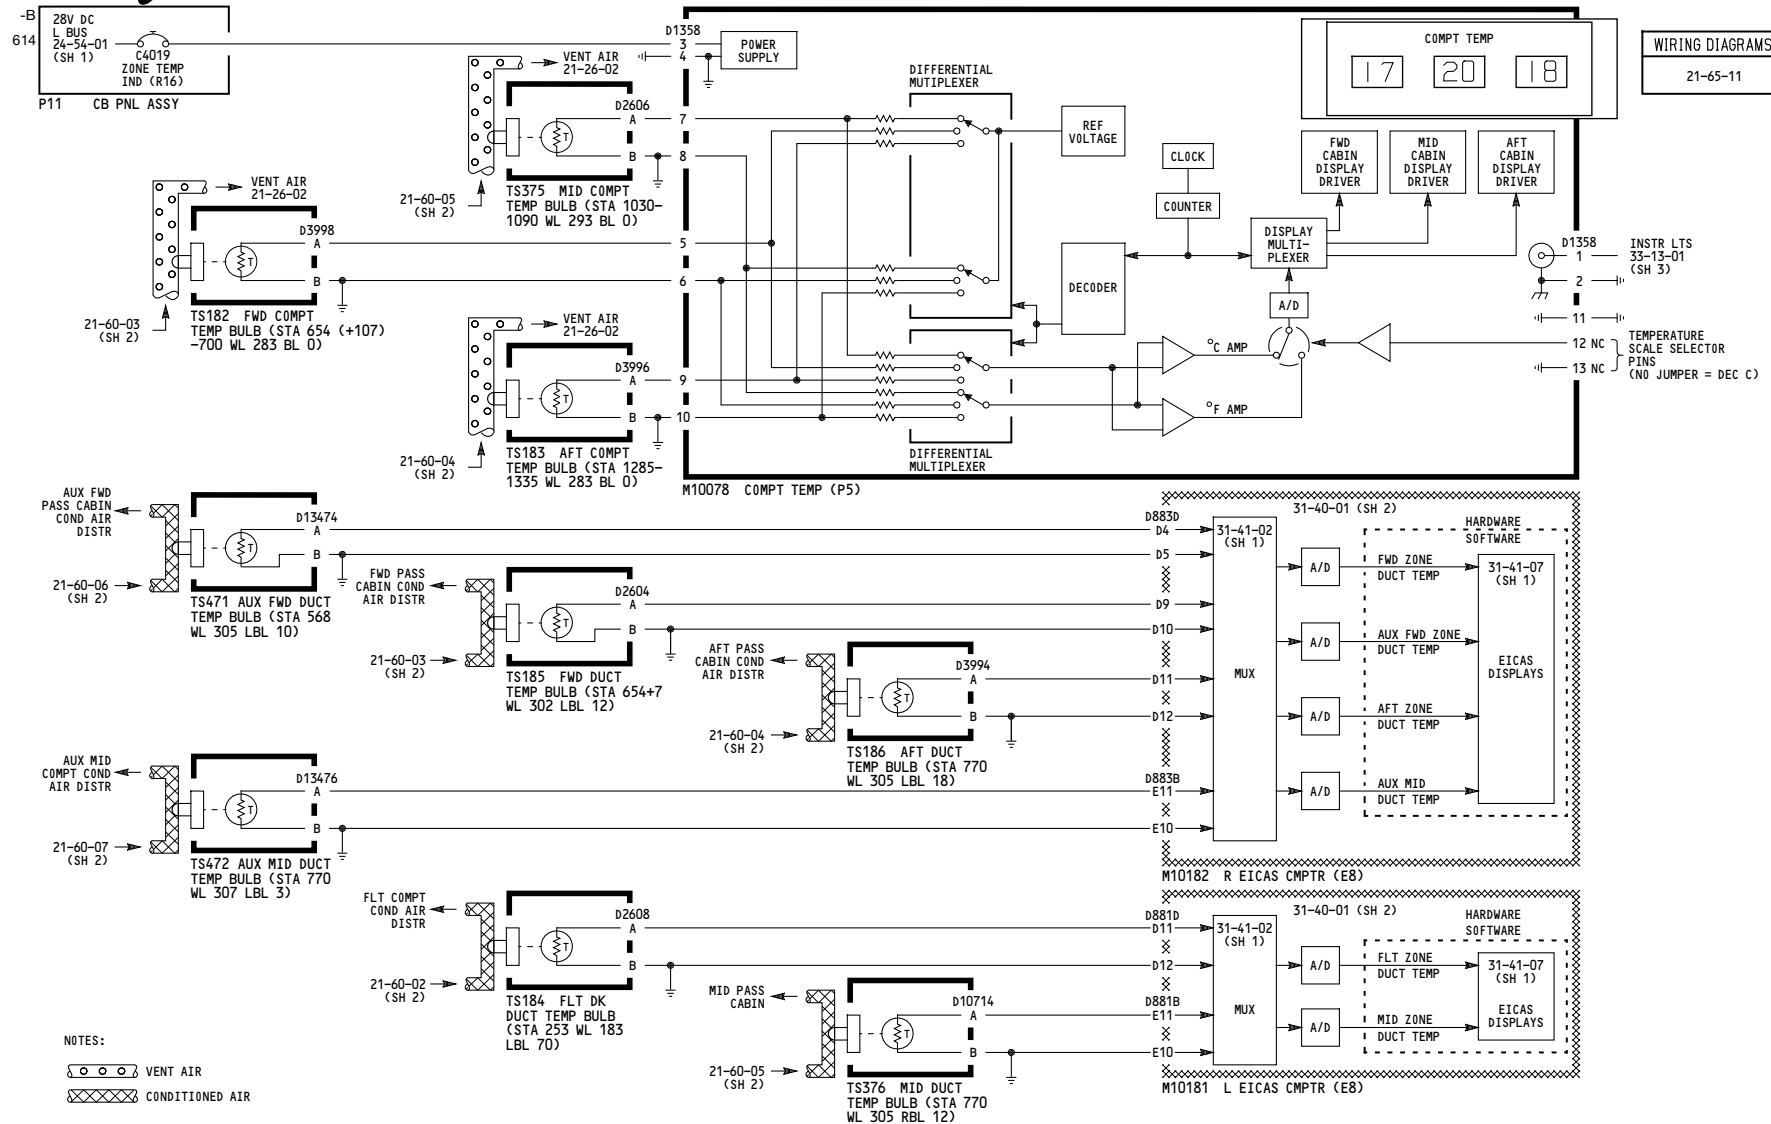 -B
614
28V DC
L BUS
24-54-01
(SH 1)
C4019
ZONE TEMP
IND (R16)
P11 CB PNL ASSY
VENT AIR
21-26-02
D2606
A
B
TS375 MID COMPT
TEMP BULB (STA 1030-
1090 WL 293 BL 0)
21-60-05
(SH 2)
T
VENT AIR
21-26-02
D3998
A
B
T
TS182 FWD COMPT
TEMP BULB (STA 654 (+107)
-700 WL 283 BL 0)
21-60-03
(SH 2)
VENT AIR
21-26-02
D3996
A
B
T
TS183 AFT COMPT
TEMP BULB (STA 1285-
1335 WL 283 BL 0)
21-60-04
(SH 2)
D1358
3
4
7
8
5
6
9
10
POWER
SUPPLY
DIFFERENTIAL
MUTIPLEXER
REF
VOLTAGE
CLOCK
COUNTER
DECODER
DISPLAY
MULTI-
PLEXER
A/D
°C AMP
°F AMP
DIFFERENTIAL
MULTIPLEXER
COMPT TEMP
17 20 18
FWD
CABIN
DISPLAY
DRIVER
MID
CABIN
DISPLAY
DRIVER
AFT
CABIN
DISPLAY
DRIVER
WIRING DIAGRAMS
21-65-11
D1358
1
2
11
12 NC
13 NC
INSTR LTS
33-13-01
(SH 3)
TEMPERATURE
SCALE SELECTOR
PINS
(NO JUMPER = DEC C)
M10078 COMPT TEMP (P5)
AUX FWD
PASS CABIN
COND AIR
DISTR
21-60-06
(SH 2)
D13474
A
B
T
TS471 AUX FWD DUCT
TEMP BULB (STA 568
WL 305 LBL 10)
FWD PASS
CABIN COND
AIR DISTR
21-60-03
(SH 2)
D2604
A
B
T
TS185 FWD DUCT
TEMP BULB (STA 654+7
WL 302 LBL 12)
AFT PASS
CABIN COND
AIR DISTR
21-60-04
(SH 2)
D3994
A
B
T
TS186 AFT DUCT
TEMP BULB (STA 770
WL 305 LBL 18)
AUX MID
COMPT COND
AIR DISTR
21-60-07
(SH 2)
D13476
A
B
T
TS472 AUX MID DUCT
TEMP BULB (STA 770
WL 307 LBL 3)
D883D
D4
D5
D9
D10
D11
D12
D883B
E11
E10
31-40-01 (SH 2)
31-41-02
(SH 1)
MUX
A/D
A/D
A/D
A/D
HARDWARE
SOFTWARE
FWD ZONE
DUCT TEMP
AUX FWD ZONE
DUCT TEMP
AFT ZONE
DUCT TEMP
AUX MID
DUCT TEMP
31-41-07
(SH 1)
EICAS
DISPLAYS
M10182 R EICAS CMPTR (E8)
FLT COMPT
COND AIR
DISTR
21-60-02
(SH 2)
D2608
A
B
T
TS184 FLT DK
DUCT TEMP BULB
(STA 253 WL 183
LBL 70)
MID PASS
CABIN
21-60-05
(SH 2)
D10714
A
B
T
TS376 MID DUCT
TEMP BULB (STA 770
WL 305 RBL 12)
D881D
D11
D12
D881B
E11
E10
31-40-01 (SH 2)
31-41-02
(SH 1)
MUX
A/D
A/D
HARDWARE
SOFTWARE
FLT ZONE
DUCT TEMP
MID ZONE
DUCT TEMP
31-41-07
(SH 1)
EICAS
DISPLAYS
M10181 L EICAS CMPTR (E8)
NOTES:
VENT AIR
CONDITIONED AIR